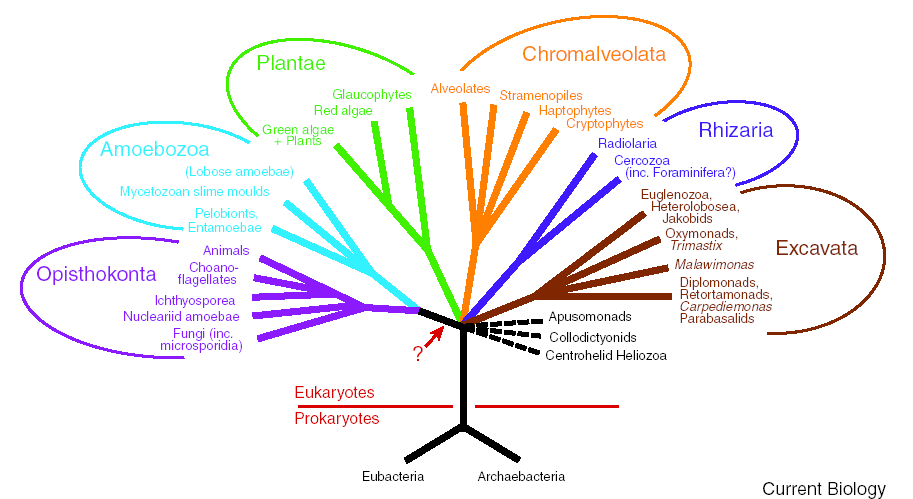 Plantae
Glaucophytes
Red algae
Green algae
+ Plants
Chromalveolata
Alveolates
Stramenopiles
Haptophytes
Cryptophytes
Amoebozoa
(Lobose amoebae)
Mycetozoan slime moulds
Pelobionts,
Entamoebae
Rhizaria
Radiolaria
Cercozoa
(inc. Foraminifera?)
Opisthokonta
Animals
Choano-
flagellates
Ichthyosporea
Nucleariid amoebae
Fungi (inc.
microsporidia)
Excavata
Euglenozoa,
Heterolobosea,
Jakobids
Oxymonads,
Trimastix
Malawimonas
Diplomonads,
Retortamonads,
Carpediemonas
Parabasalids
Apusomonads
Collodictyonids
Centrohelid Heliozoa
?
Eukaryotes
Prokaryotes
Eubacteria
Archaebacteria
Current Biology